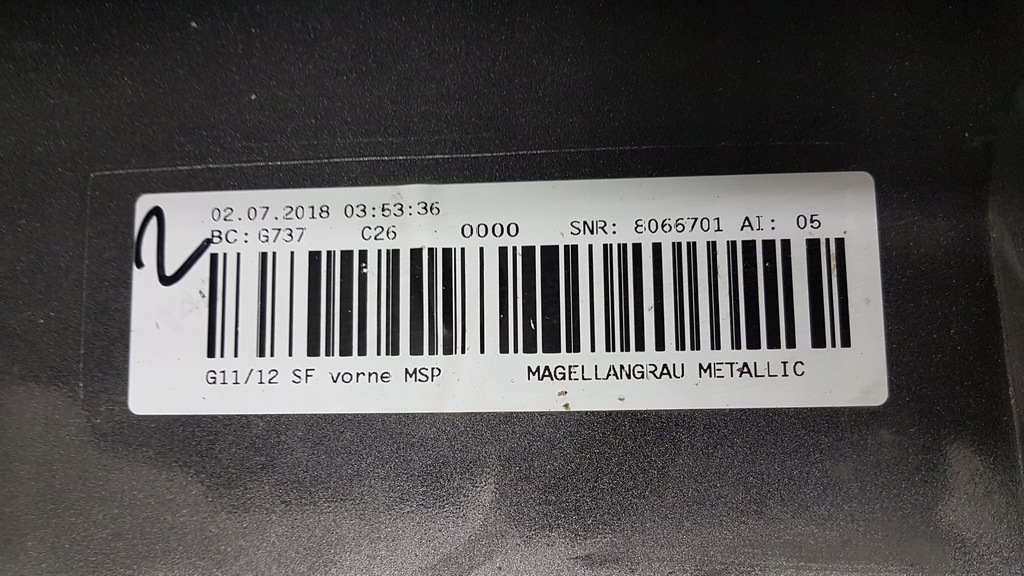 2
02.07.2018 03:53:36
BC: G737 C26 0000 SNR: 8066701 AI: 05
G11/12 SF vorne MSP MAGELLANGRAU METALLIC